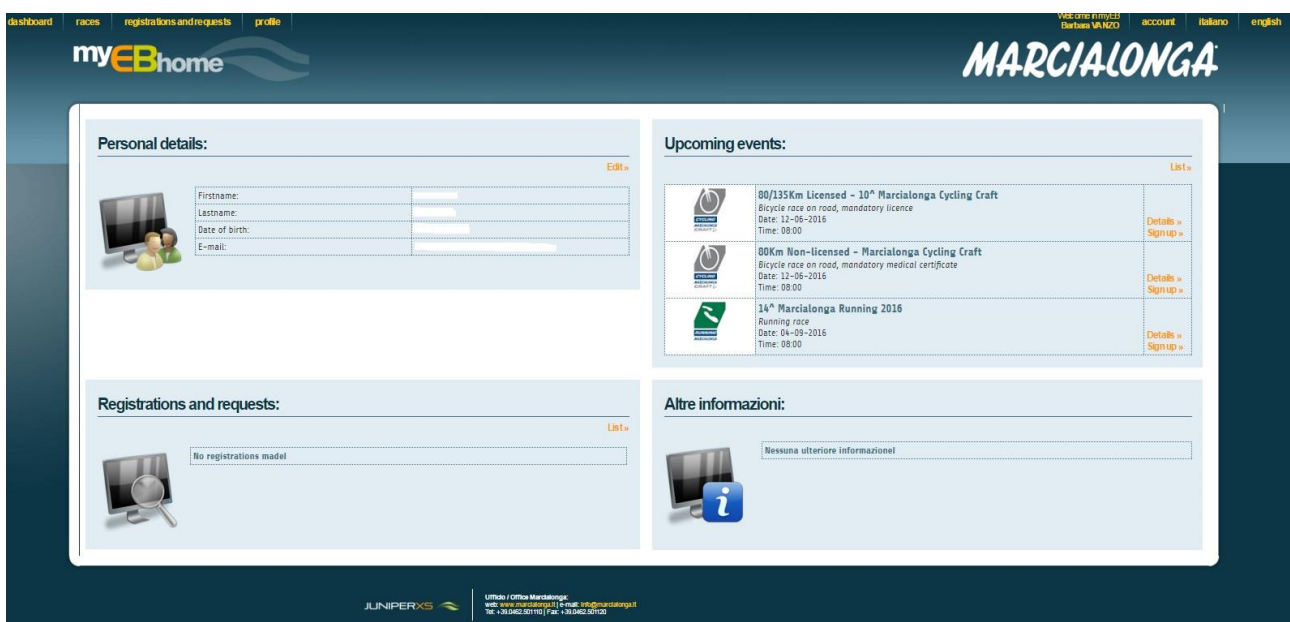 dashboard races registrations and requests profile
Welcome in myEB
Barbara VANZO
account italiano english
myEBhome
MARCIALONGA
Personal details:
Edit »
Firstname:
Lastname:
Date of birth:
E-mail:
Upcoming events:
List »
80/135Km Licensed - 10^ Marcialonga Cycling Craft
Bicycle race on road, mandatory licence
Date: 12-06-2016
Time: 08:00
Details »
Sign up »
80Km Non-licensed - Marcialonga Cycling Craft
Bicycle race on road, mandatory medical certificate
Date: 12-06-2016
Time: 08:00
Details »
Sign up »
14^ Marcialonga Running 2016
Running race
Date: 04-09-2016
Time: 08:00
Details »
Sign up »
Registrations and requests:
List »
No registrations made!
Altre informazioni:
Nessuna ulteriore informazione!
JUNIPERXS
Ufficio / Office Marcialonga:
web: www.marcialonga.it | e-mail: info@marcialonga.it
Tel: +39.0462.501110 | Fax: +39.0462.501120